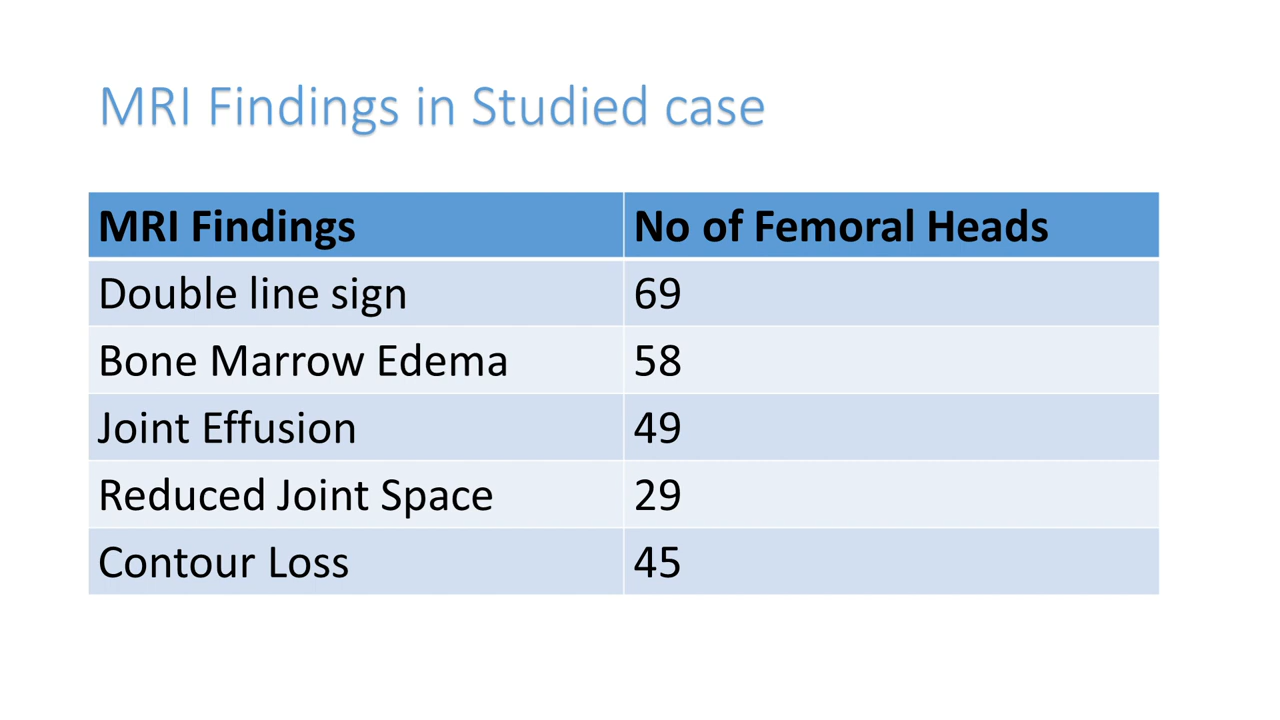 MRI Findings in Studied case
MRI Findings No of Femoral Heads
Double line sign 69
Bone Marrow Edema 58
Joint Effusion 49
Reduced Joint Space 29
Contour Loss 45